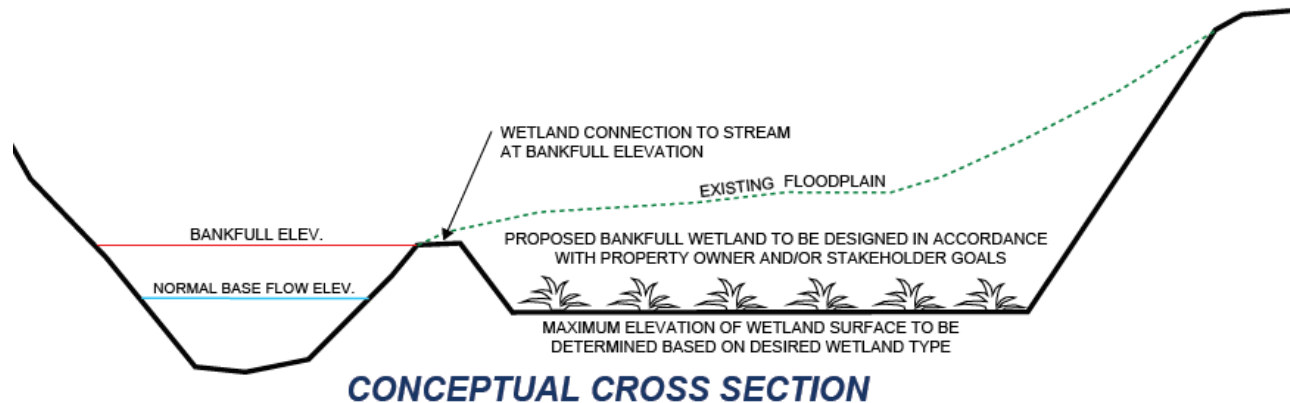 WETLAND CONNECTION TO STREAM
AT BANKFULL ELEVATION
EXISTING FLOODPLAIN
BANKFULL ELEV.
PROPOSED BANKFULL WETLAND TO BE DESIGNED IN ACCORDANCE
WITH PROPERTY OWNER AND/OR STAKEHOLDER GOALS
NORMAL BASE FLOW ELEV.
MAXIMUM ELEVATION OF WETLAND SURFACE TO BE
DETERMINED BASED ON DESIRED WETLAND TYPE
CONCEPTUAL CROSS SECTION